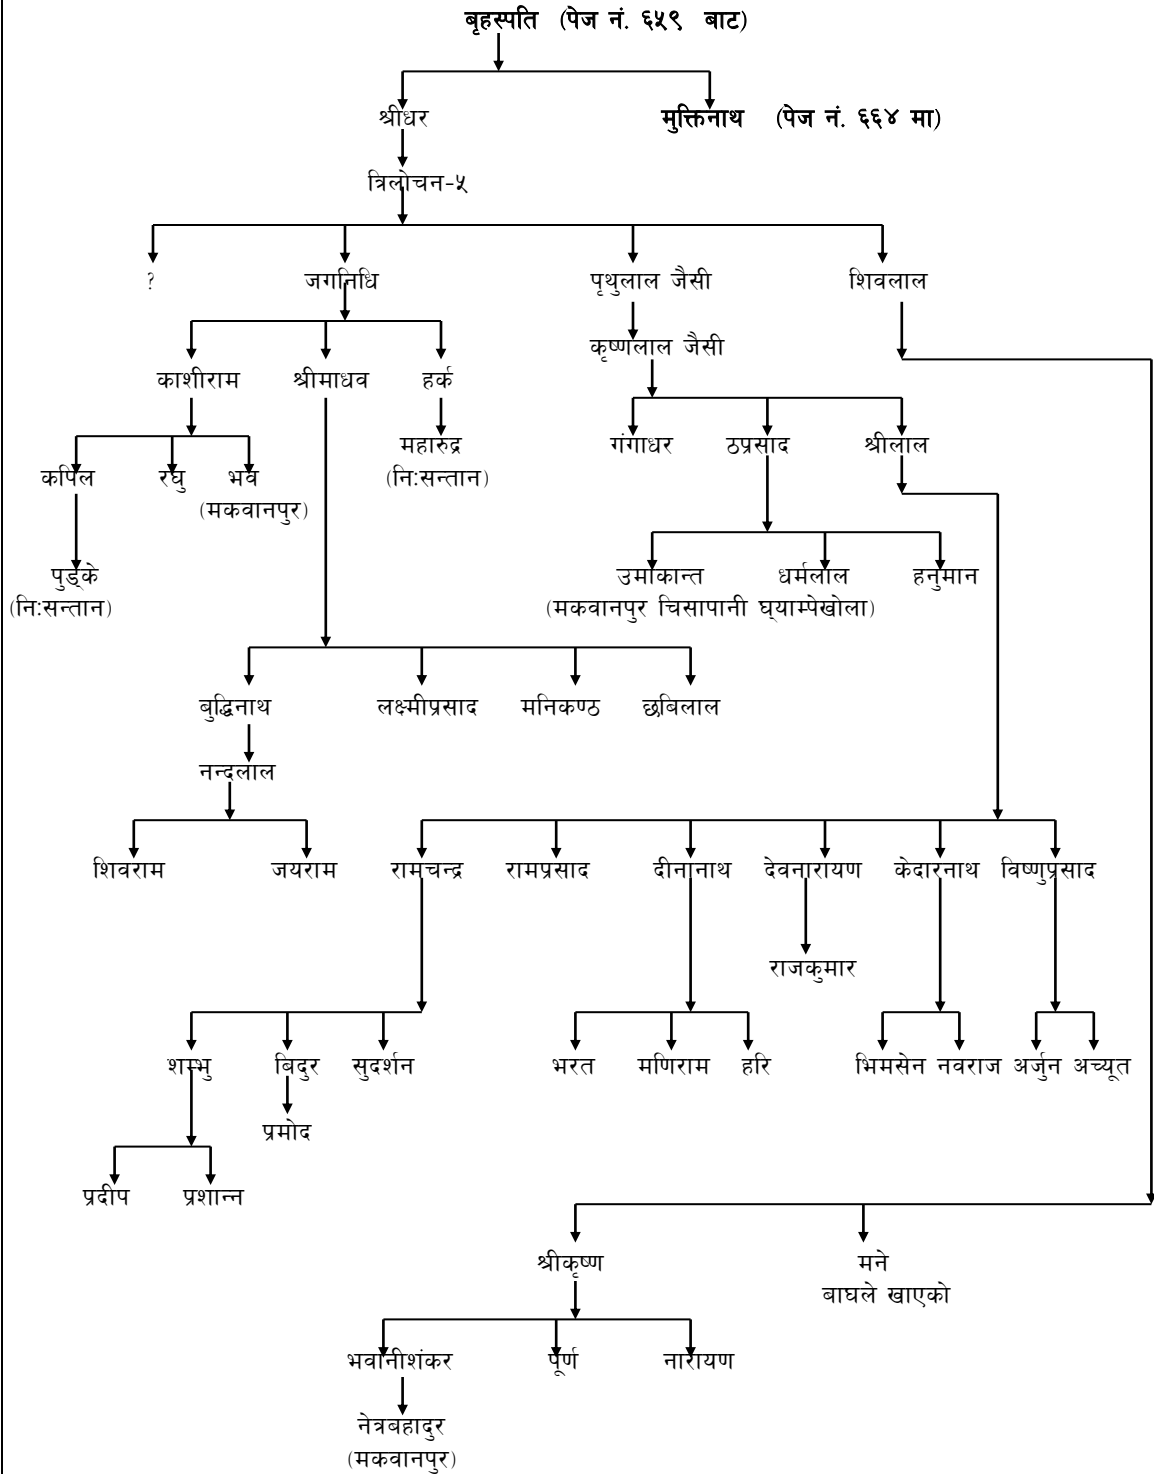 बृहस्पति (पेज नं. ६५९ बाट)
श्रीधर मुक्तिनाथ (पेज नं. ६६४ मा)
त्रिलोचन-५
? जगनिधि पृथुलाल जैसी शिवलाल
कृष्णलाल जैसी
काशीराम श्रीमाधव हर्क
महारुद्र गंगाधर ठप्रसाद श्रीलाल
कपिल रघु भव (नि:सन्तान)
(मकवानपुर)
पुड्के उमाकान्त धर्मलाल हनुमान
(नि:सन्तान) (मकवानपुर चिसापानी घ्याम्पेखोला)
बुद्धिनाथ लक्ष्मीप्रसाद मनिकण्ठ छबिलाल
नन्दलाल
शिवराम जयराम रामचन्द्र रामप्रसाद दीनानाथ देवनारायण केदारनाथ विष्णुप्रसाद
राजकुमार
शम्भु बिदुर सुदर्शन भरत मणिराम हरि भिमसेन नवराज अर्जुन अच्यूत
प्रमोद
प्रदीप प्रशान्न
श्रीकृष्ण मने
बाघले खाएको
भवानीशंकर पूर्ण नारायण
नेत्रबहादुर
(मकवानपुर)